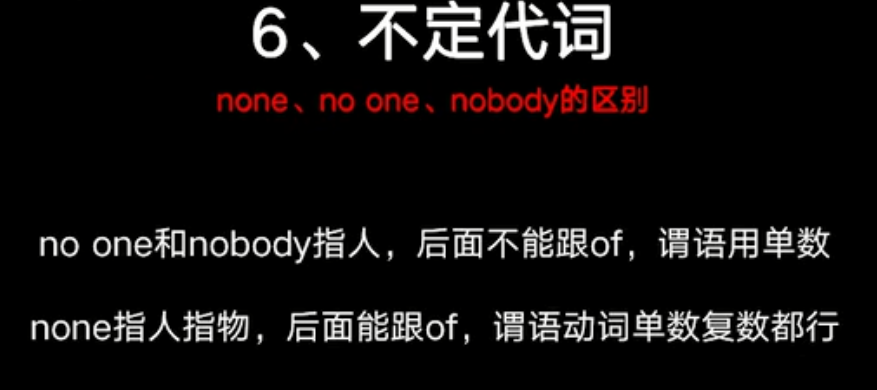 6、不定代词
none、no one、nobody的区别
no one和nobody指人，后面不能跟of，谓语用单数
none指人指物，后面能跟of，谓语动词单数复数都行